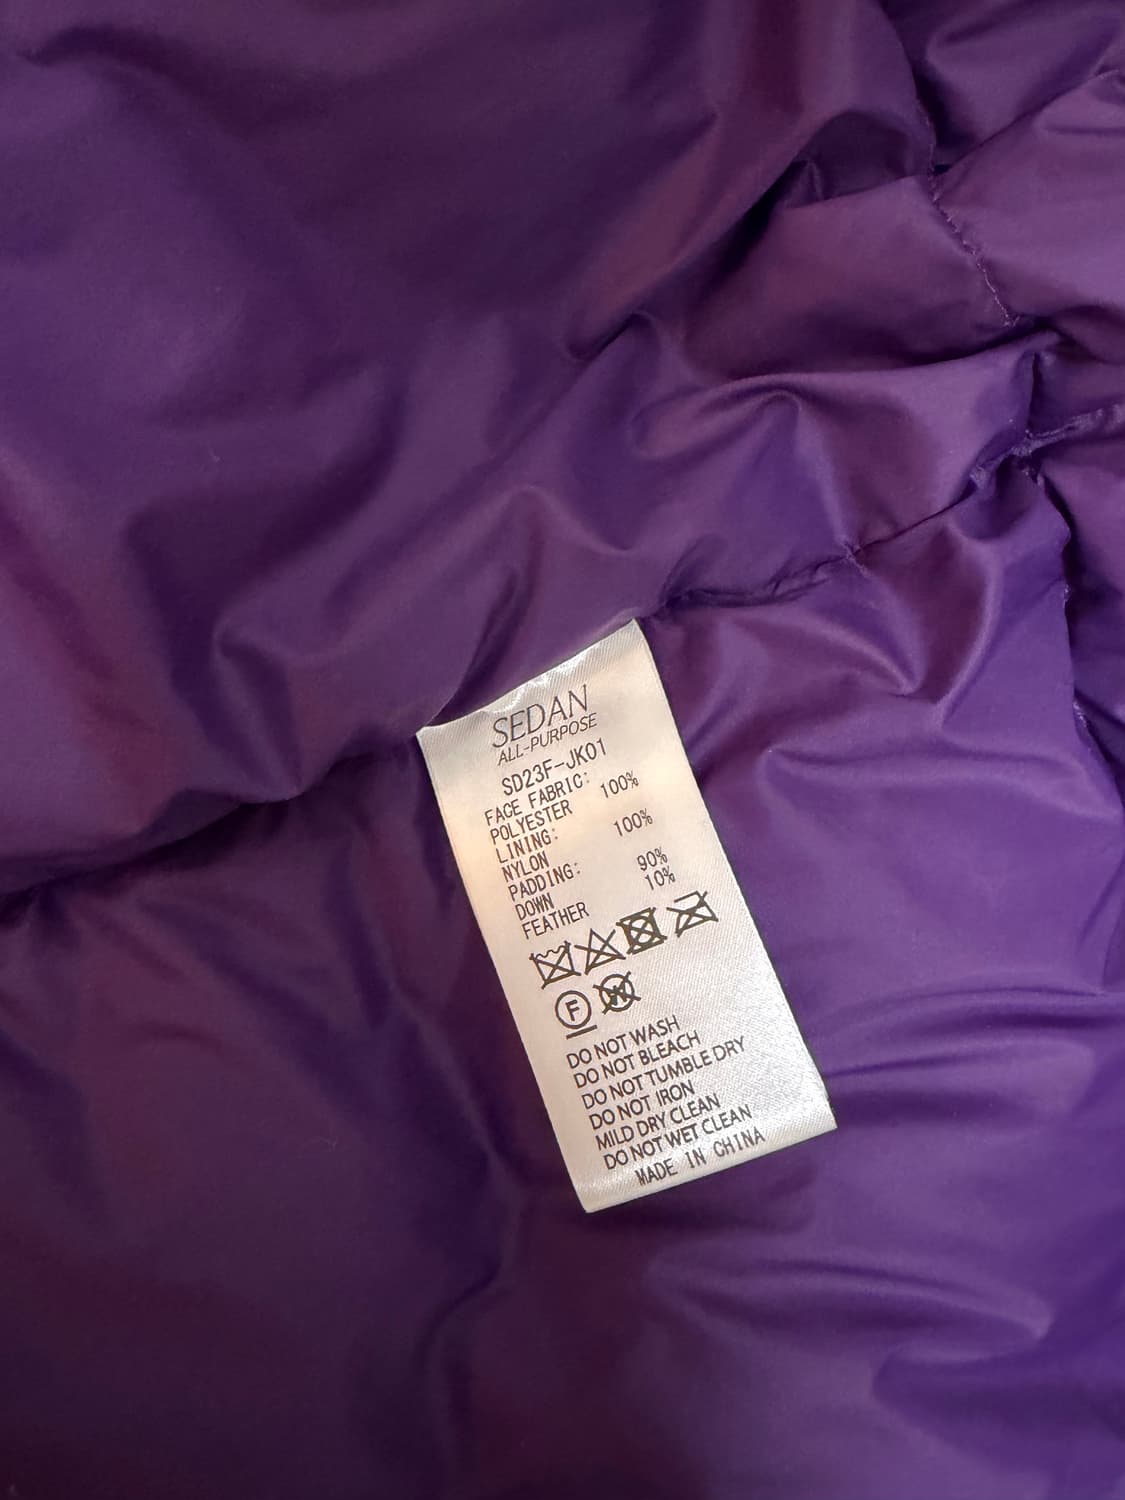 SEDAN
ALL-PURPOSE
SD23F-JK01
FACE FABRIC:
POLYESTER 100%
LINING:
NYLON 100%
PADDING:
DOWN 90%
FEATHER 10%
F W
DO NOT WASH
DO NOT BLEACH
DO NOT TUMBLE DRY
DO NOT IRON
MILD DRY CLEAN
DO NOT WET CLEAN
MADE IN CHINA